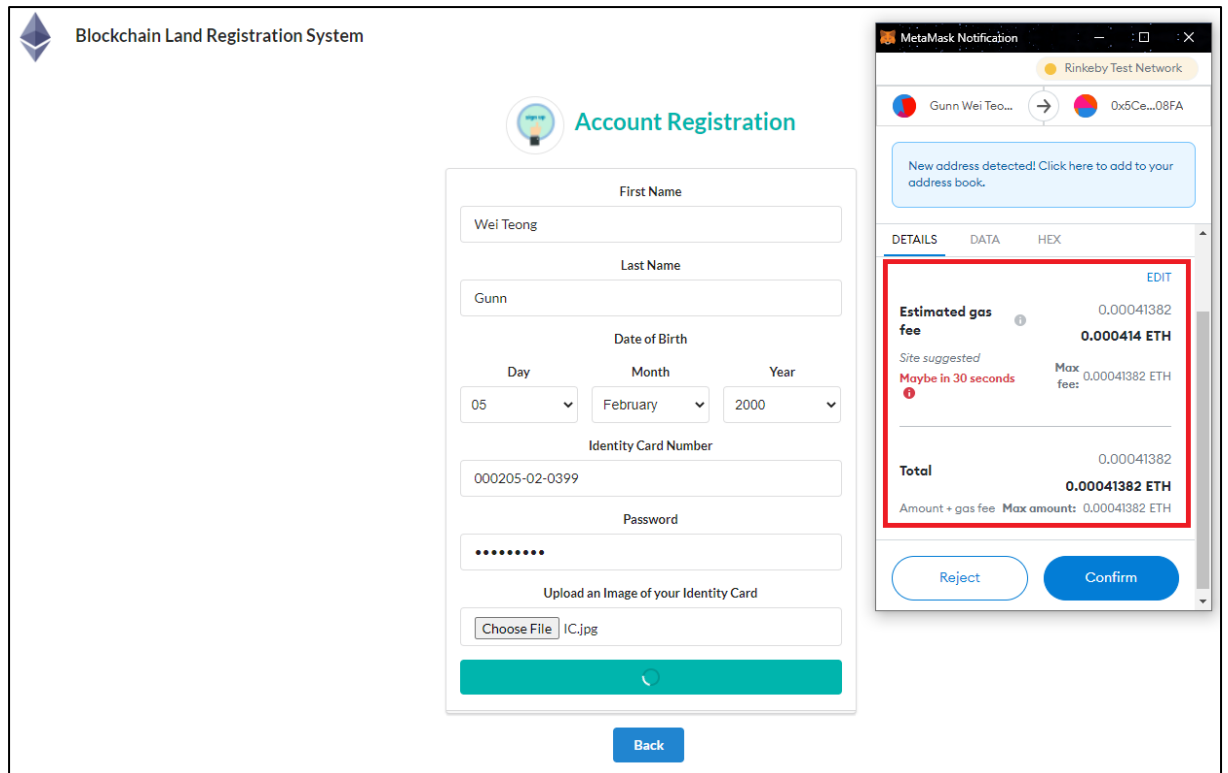 Blockchain Land Registration System
sign up
Account Registration
First Name
Wei Teong
Last Name
Gunn
Date of Birth
Day Month Year
05 February 2000
Identity Card Number
000205-02-0399
Password
•••••••••
Upload an Image of your Identity Card
Choose File IC.jpg
Back
MetaMask Notification
Rinkeby Test Network
Gunn Wei Teo... 0x5Ce...08FA
New address detected! Click here to add to your
address book.
DETAILS DATA HEX
EDIT
Estimated gas 0.00041382
fee 0.000414 ETH
Site suggested
Maybe in 30 seconds
Max
fee: 0.00041382 ETH
0.00041382
Total
0.00041382 ETH
Amount + gas fee Max amount: 0.00041382 ETH
Reject Confirm